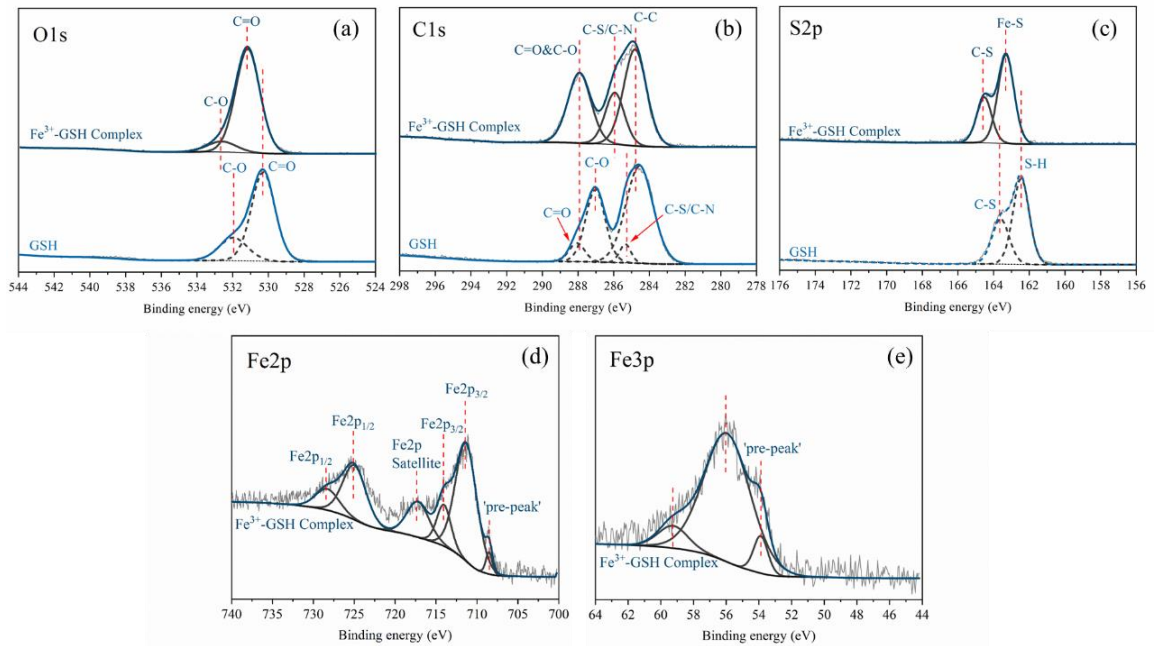 O1s
C=O
(a)
C-O
Fe³⁺-GSH Complex
C-O
C=O
GSH
544 542 540 538 536 534 532 530 528 526 524
Binding energy (eV)
C1s
C-C
(b)
C-S/C-N
C=O&C-O
Fe³⁺-GSH Complex
C-O
C=O
C-S/C-N
GSH
298 296 294 292 290 288 286 284 282 280 278
Binding energy (eV)
S2p
Fe-S
(c)
C-S
Fe³⁺-GSH Complex
S-H
C-S
GSH
176 174 172 170 168 166 164 162 160 158 156
Binding energy (eV)
Fe2p
(d)
Fe2p3/2
Fe2p1/2
Fe2p3/2
Fe2p1/2
Fe2p
Satellite
'pre-peak'
Fe³⁺-GSH Complex
740 735 730 725 720 715 710 705 700
Binding energy (eV)
Fe3p
(e)
'pre-peak'
Fe³⁺-GSH Complex
64 60 56 52 48 44
Binding energy (eV)